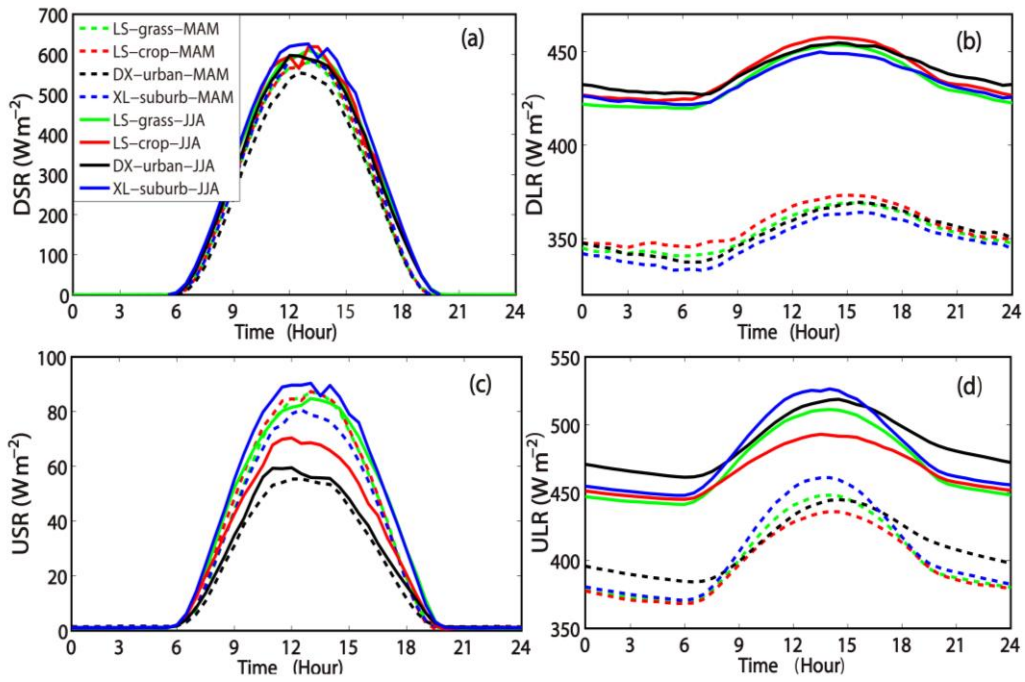 700
600
500
400
300
200
100
0
DSR (W m−2)
LS−grass−MAM
LS−crop−MAM
DX−urban−MAM
XL−suburb−MAM
LS−grass−JJA
LS−crop−JJA
DX−urban−JJA
XL−suburb−JJA
(a)
0 3 6 9 12 15 18 21 24
Time (Hour)
450
400
350
DLR (W m−2)
(b)
0 3 6 9 12 15 18 21 24
Time (Hour)
100
80
60
40
20
0
USR (W m−2)
(c)
0 3 6 9 12 15 18 21 24
Time (Hour)
550
500
450
400
350
ULR (W m−2)
(d)
0 3 6 9 12 15 18 21 24
Time (Hour)